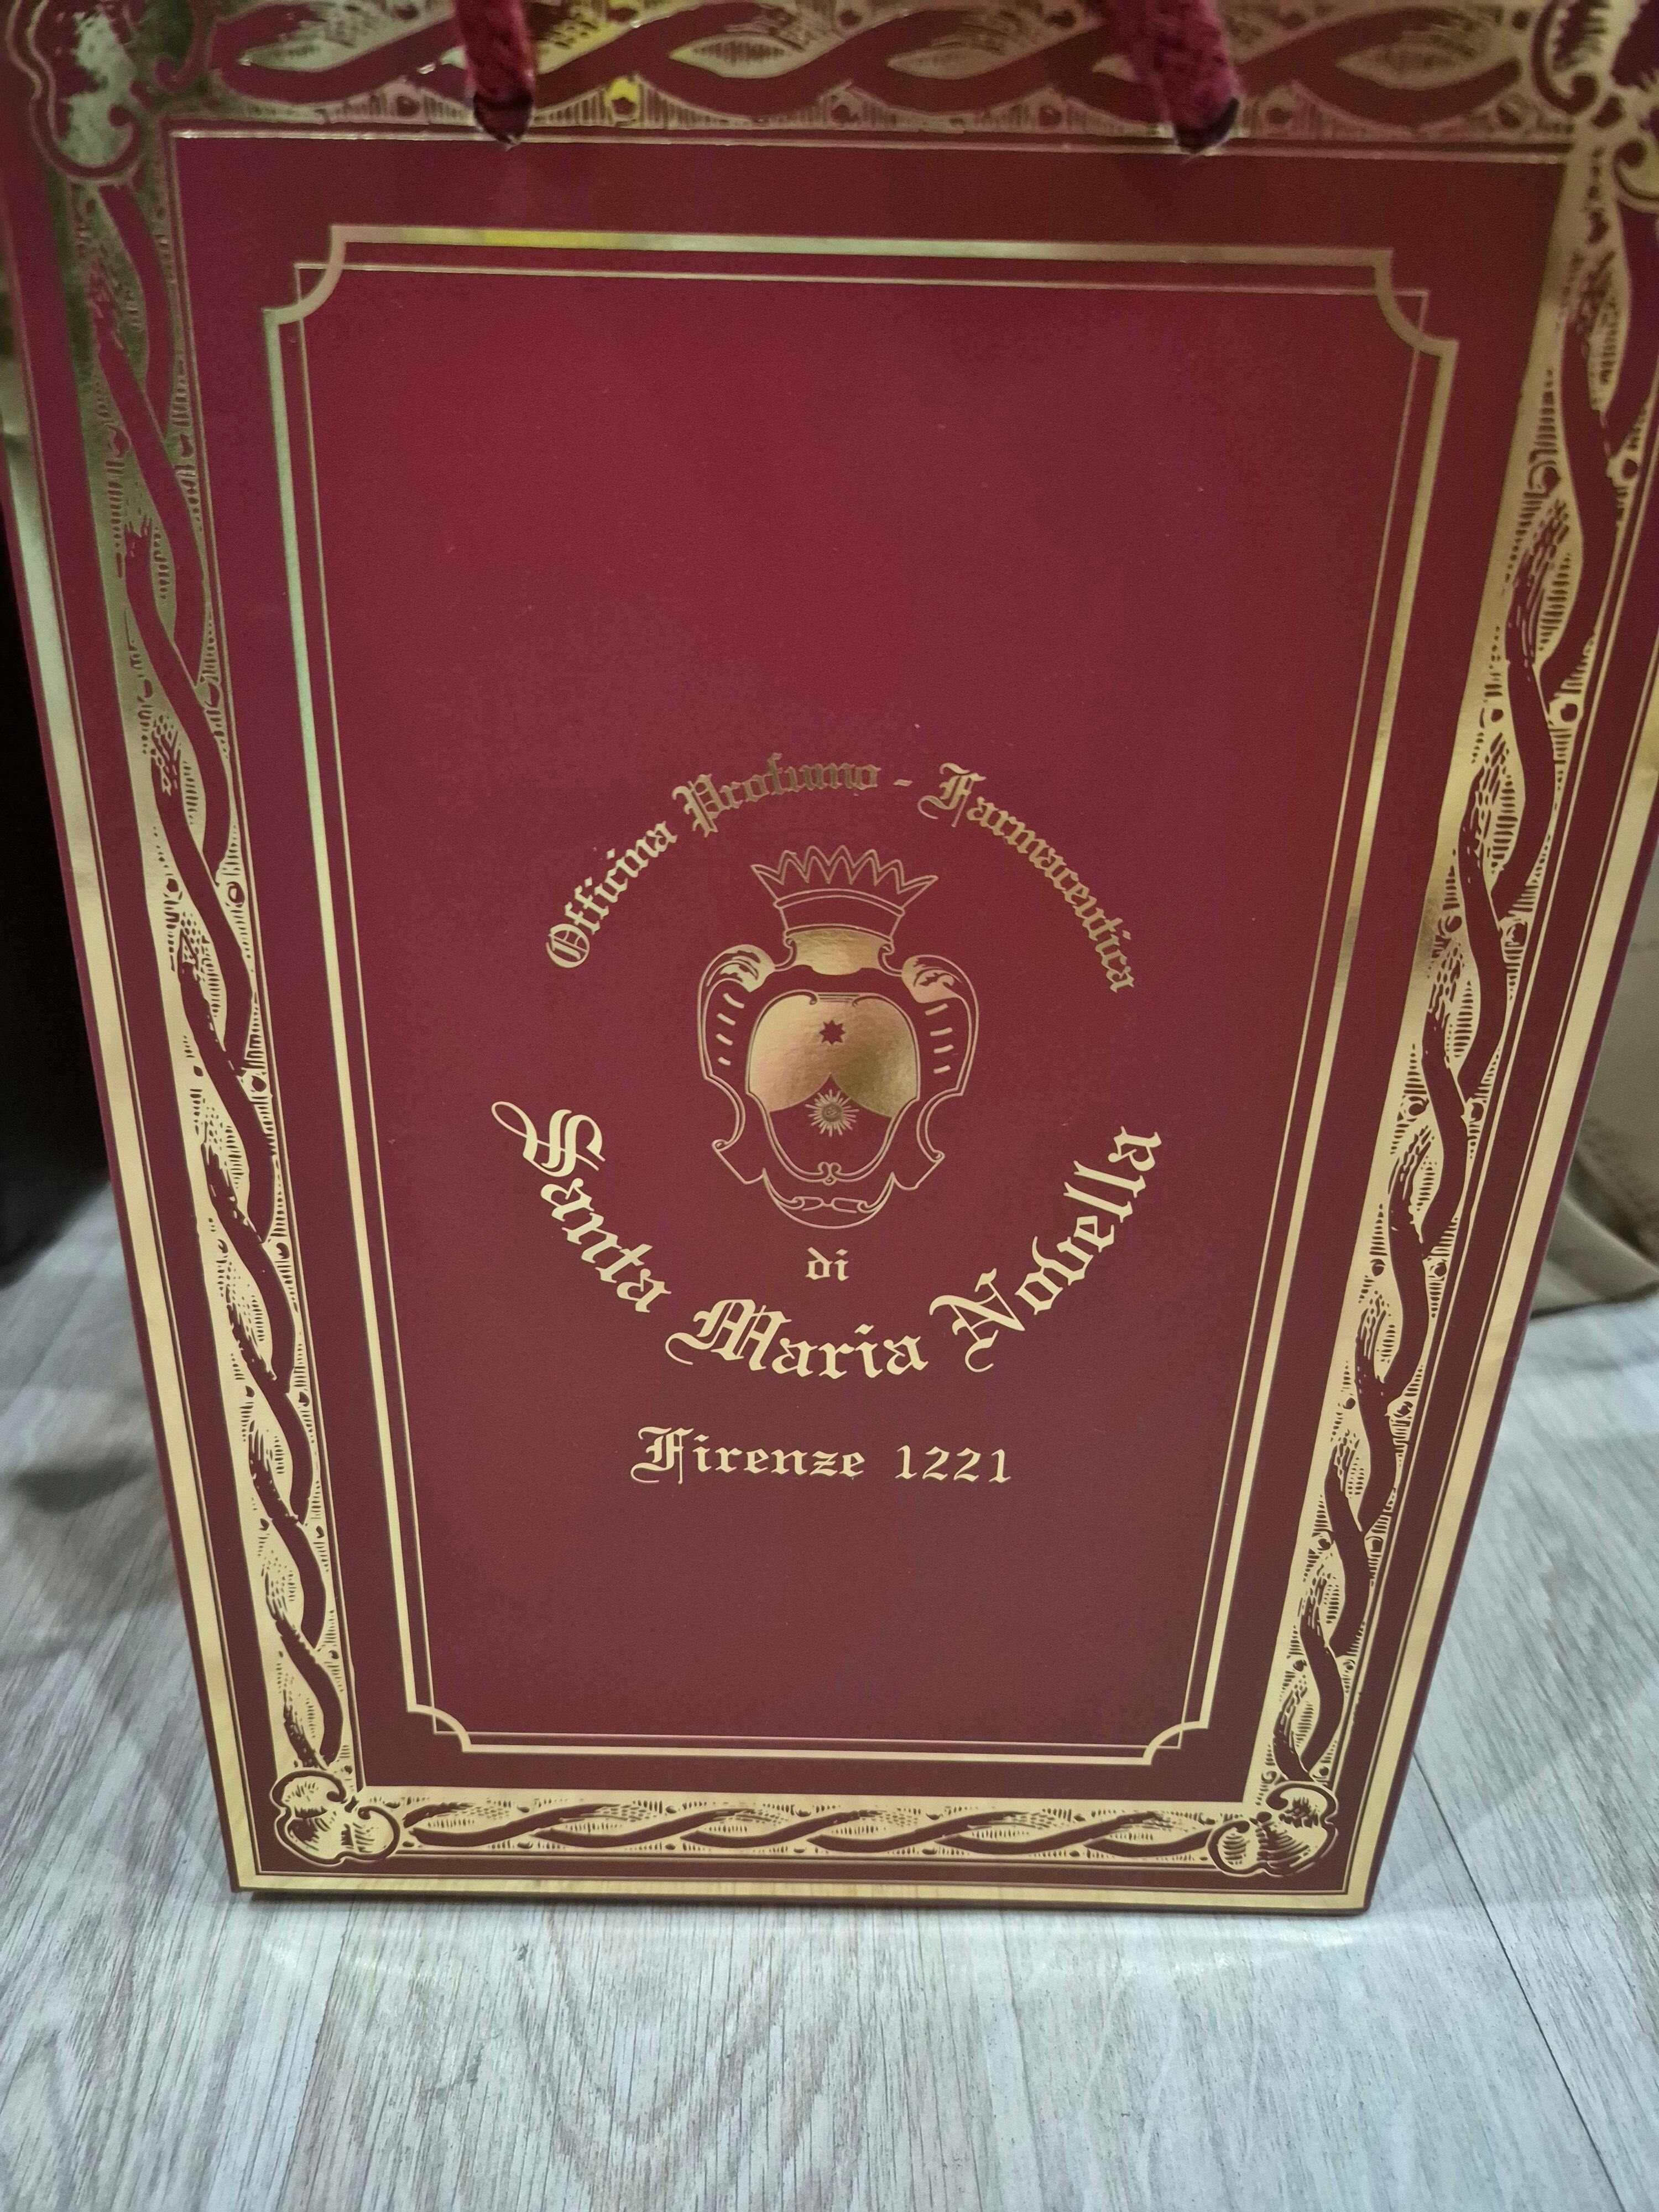 Officina Profumo - Farmaceutica
di
Santa Maria Novella
Firenze 1221